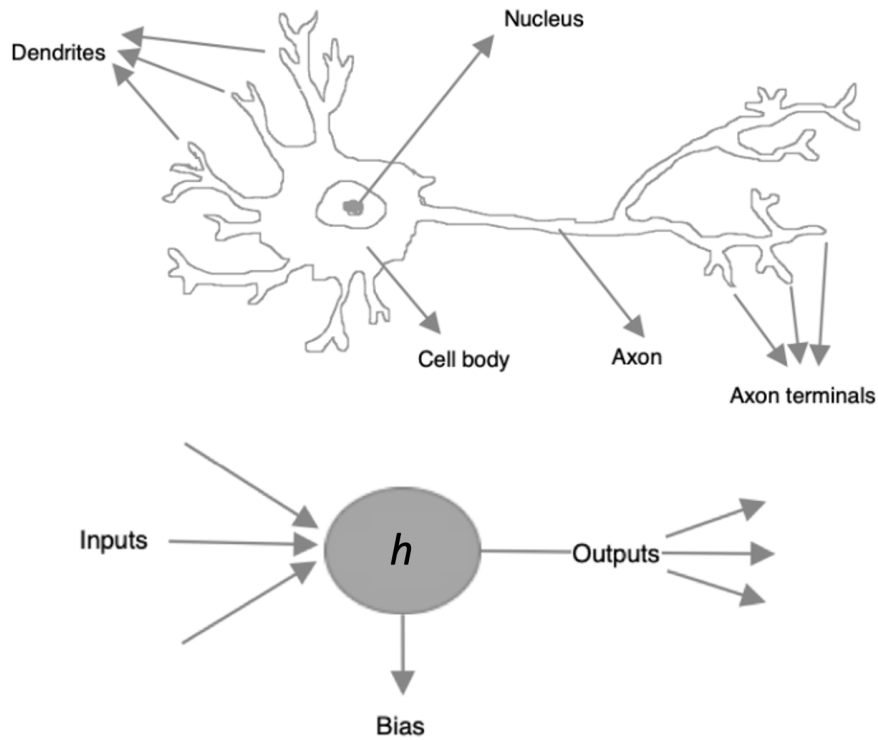 Nucleus
Dendrites
Cell body
Axon
Axon terminals
Inputs
h
Outputs
Bias